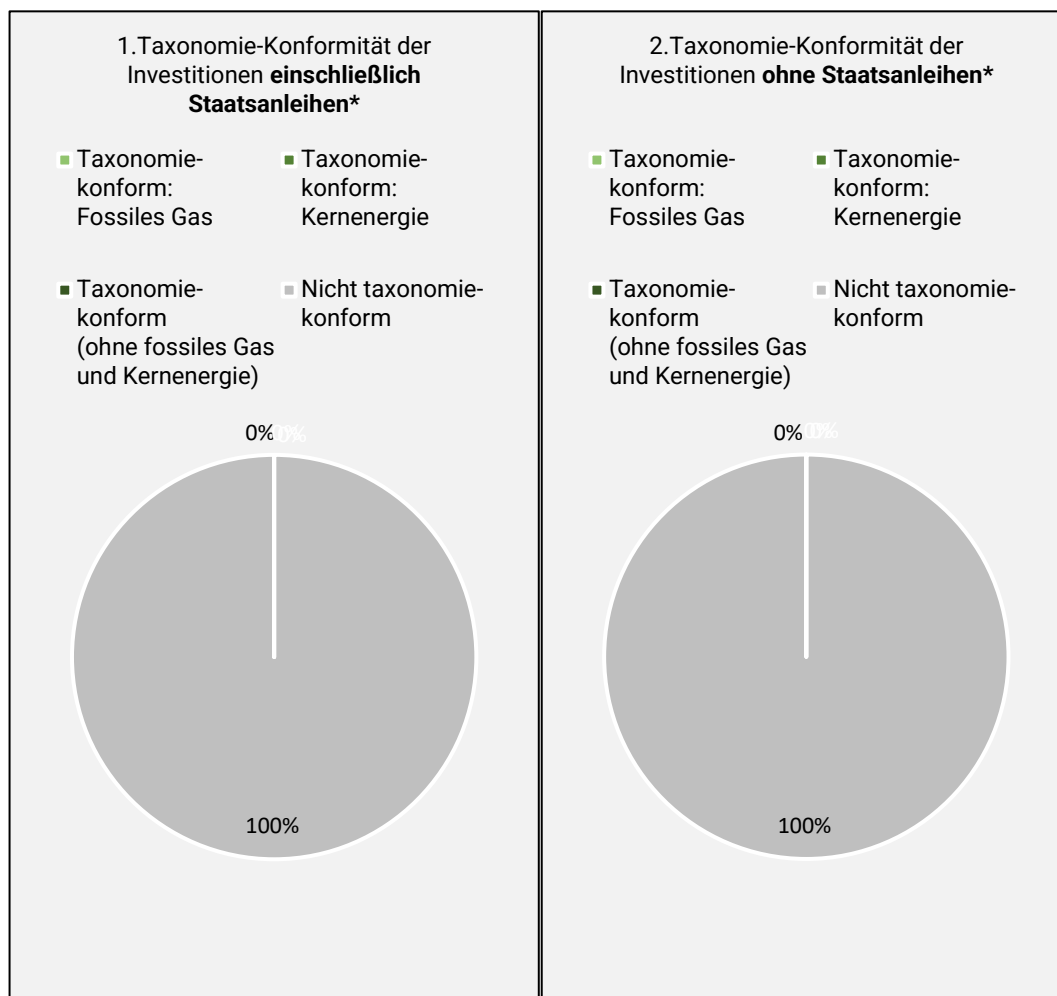 1.Taxonomie-Konformität der
Investitionen einschließlich
Staatsanleihen*
Taxonomie-
konform:
Fossiles Gas
Taxonomie-
konform:
Kernenergie
Taxonomie-
konform
(ohne fossiles Gas
und Kernenergie)
Nicht taxonomie-
konform
0%
100%
2.Taxonomie-Konformität der
Investitionen ohne Staatsanleihen*
Taxonomie-
konform:
Fossiles Gas
Taxonomie-
konform:
Kernenergie
Taxonomie-
konform
(ohne fossiles Gas
und Kernenergie)
Nicht taxonomie-
konform
0%
100%